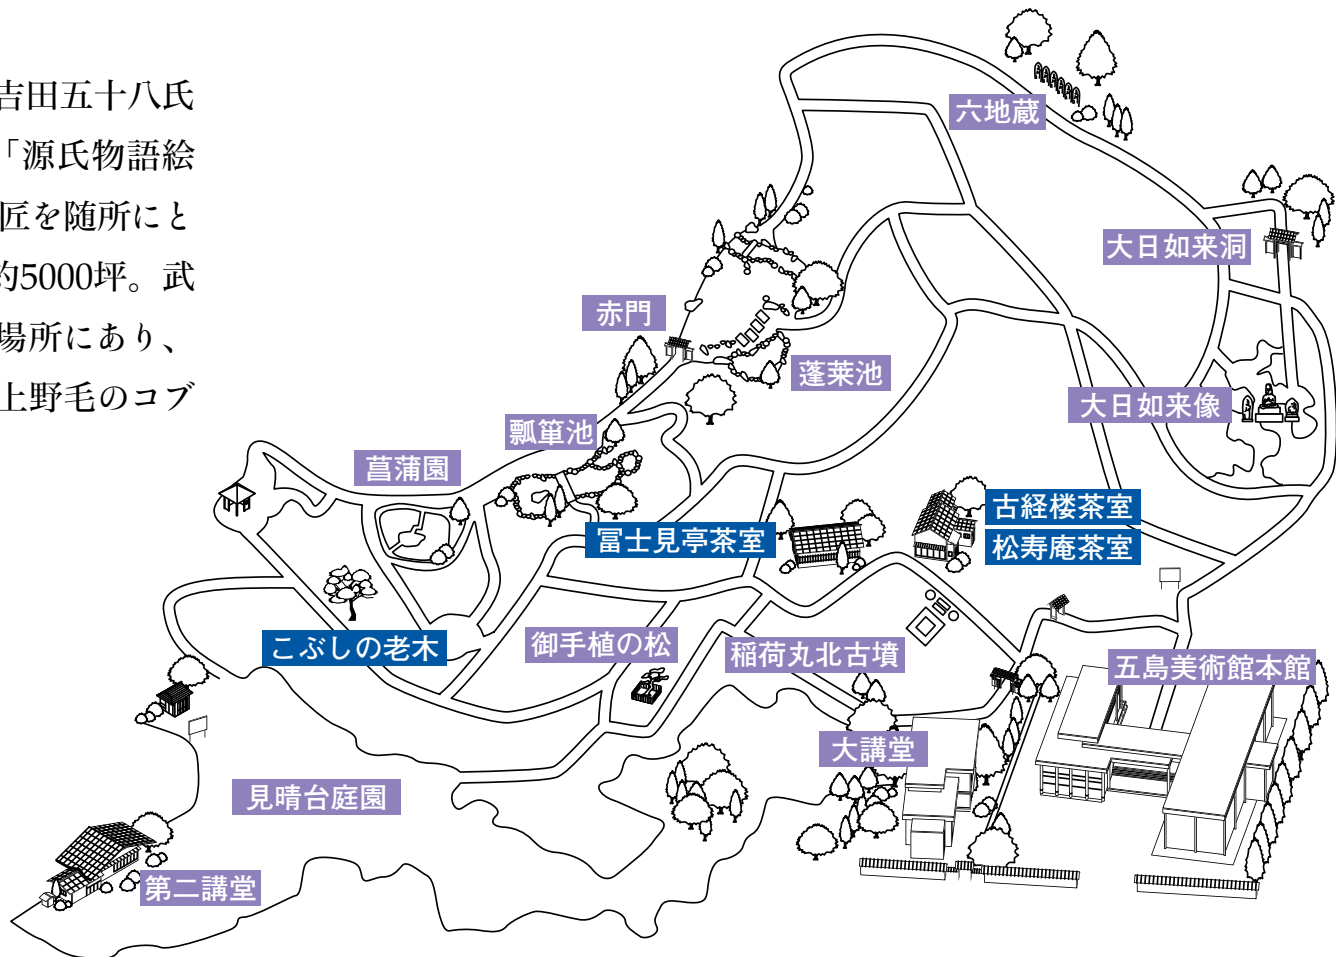 吉田五十八氏
「源氏物語絵
匠を随所にと
約5000坪。武
場所にあり、
上野毛のコブ
六地蔵
大日如来洞
赤門
蓬莱池
大日如来像
瓢箪池
菖蒲園
古経楼茶室
冨士見亭茶室
松寿庵茶室
こぶしの老木
御手植の松
稲荷丸北古墳
五島美術館本館
大講堂
見晴台庭園
第二講堂